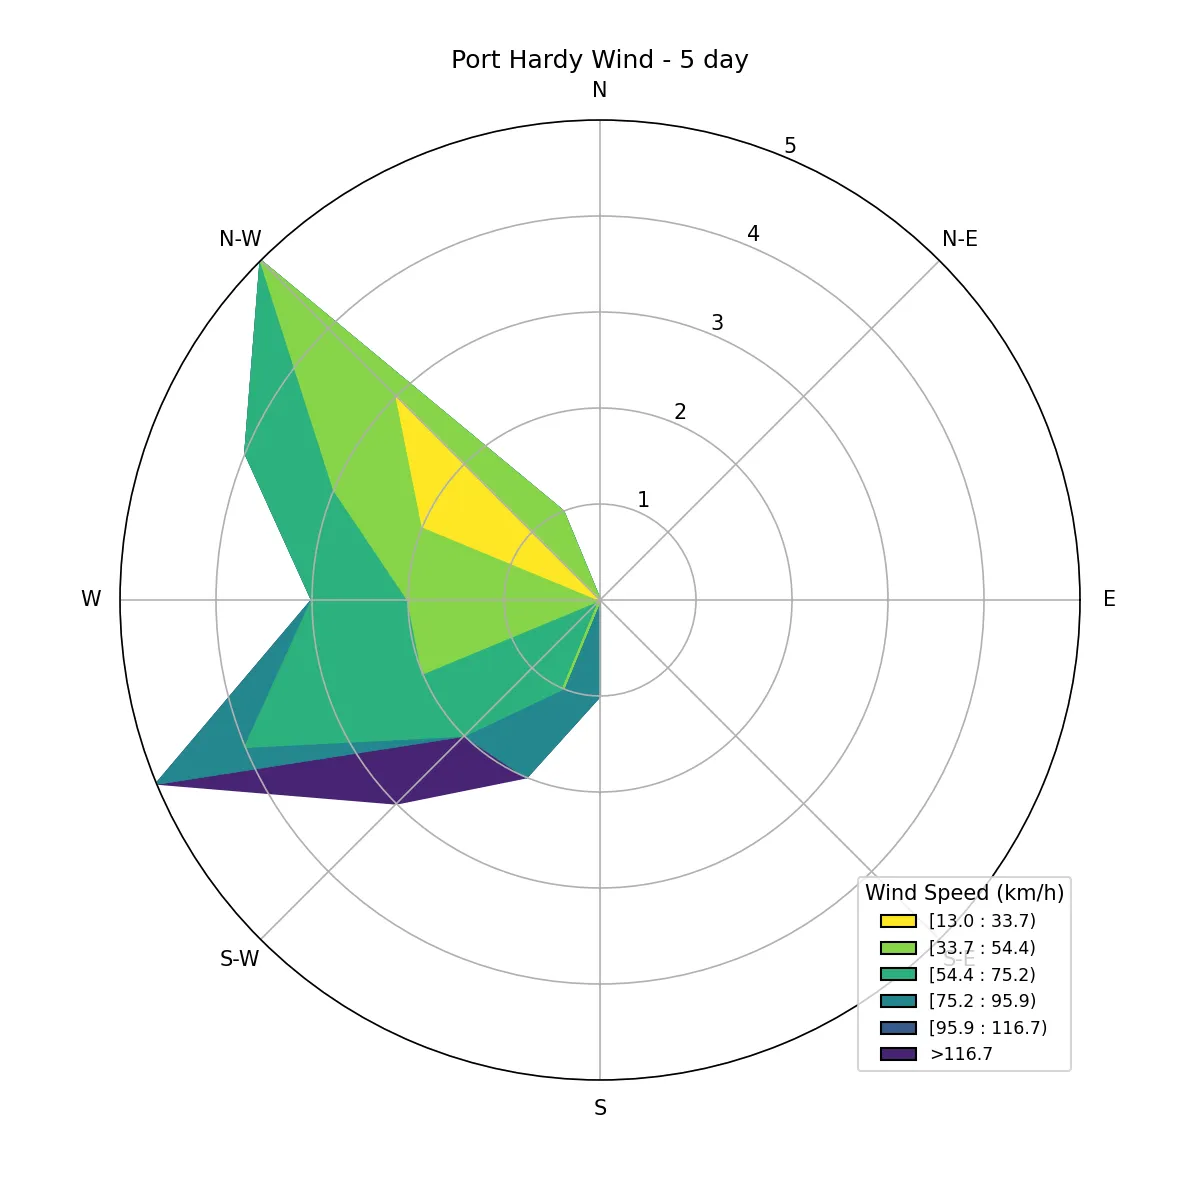 Port Hardy Wind - 5 day
N
5
N-W
N-E
4
3
2
1
W
E
S-W
S-E
S
Wind Speed (km/h)
[13.0 : 33.7)
[33.7 : 54.4)
[54.4 : 75.2)
[75.2 : 95.9)
[95.9 : 116.7)
>116.7